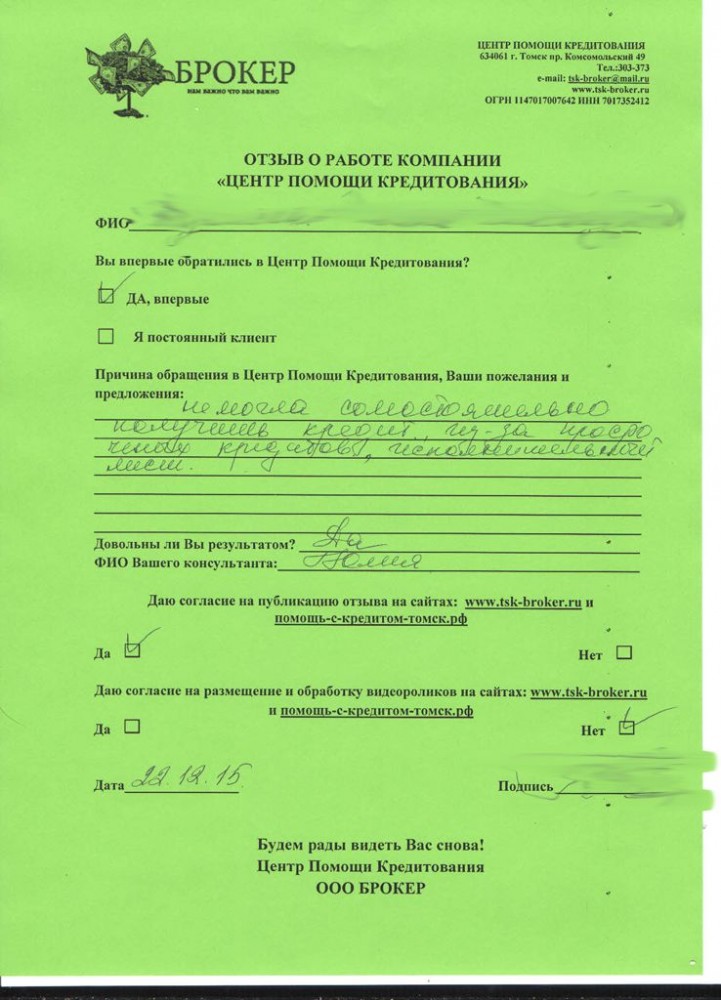 БРОКЕР
НАМ ВАЖНО ЧТО ВАМ ВАЖНО
ЦЕНТР ПОМОЩИ КРЕДИТОВАНИЯ
634061 г. Томск пр. Комсомольский 49
Тел.:303-373
e-mail: tsk-broker@mail.ru
www.tsk-broker.ru
ОГРН 1147017007642 ИНН 7017352412
ОТЗЫВ О РАБОТЕ КОМПАНИИ
«ЦЕНТР ПОМОЩИ КРЕДИТОВАНИЯ»
ФИО
Вы впервые обратились в Центр Помощи Кредитования?
ДА, впервые
Я постоянный клиент
Причина обращения в Центр Помощи Кредитования, Ваши пожелания и
предложения:
не могла самостоятельно
получить кредит, из-за просро
ченых кредитов, исполнительный
лист.
Довольны ли Вы результатом? Да
ФИО Вашего консультанта:
Даю согласие на публикацию отзыва на сайтах: www.tsk-broker.ru и
помощь-с-кредитом-томск.рф
Да Нет
Даю согласие на размещение и обработку видеороликов на сайтах: www.tsk-broker.ru
и помощь-с-кредитом-томск.рф
Да Нет
Дата 22.12.15 Подпись
Будем рады видеть Вас снова!
Центр Помощи Кредитования
ООО БРОКЕР